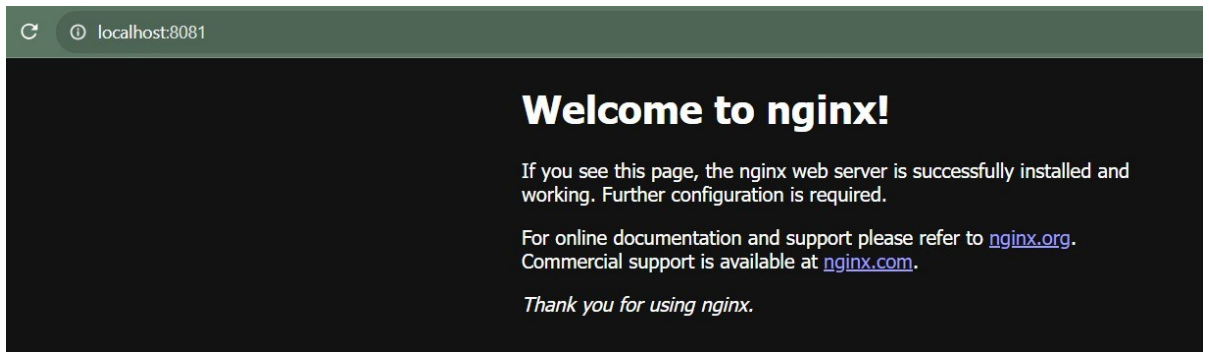 localhost:8081
Welcome to nginx!
If you see this page, the nginx web server is successfully installed and
working. Further configuration is required.
For online documentation and support please refer to nginx.org.
Commercial support is available at nginx.com.
Thank you for using nginx.